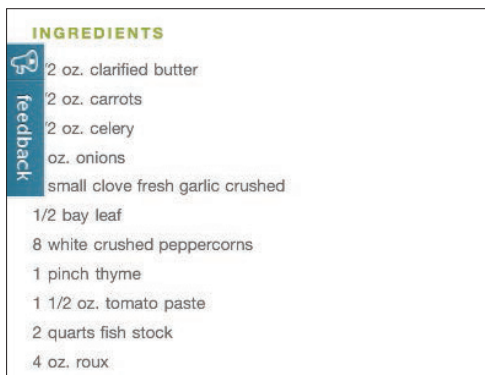 INGREDIENTS
/2 oz. clarified butter
/2 oz. carrots
/2 oz. celery
oz. onions
small clove fresh garlic crushed
1/2 bay leaf
8 white crushed peppercorns
1 pinch thyme
1 1/2 oz. tomato paste
2 quarts fish stock
4 oz. roux
feedback